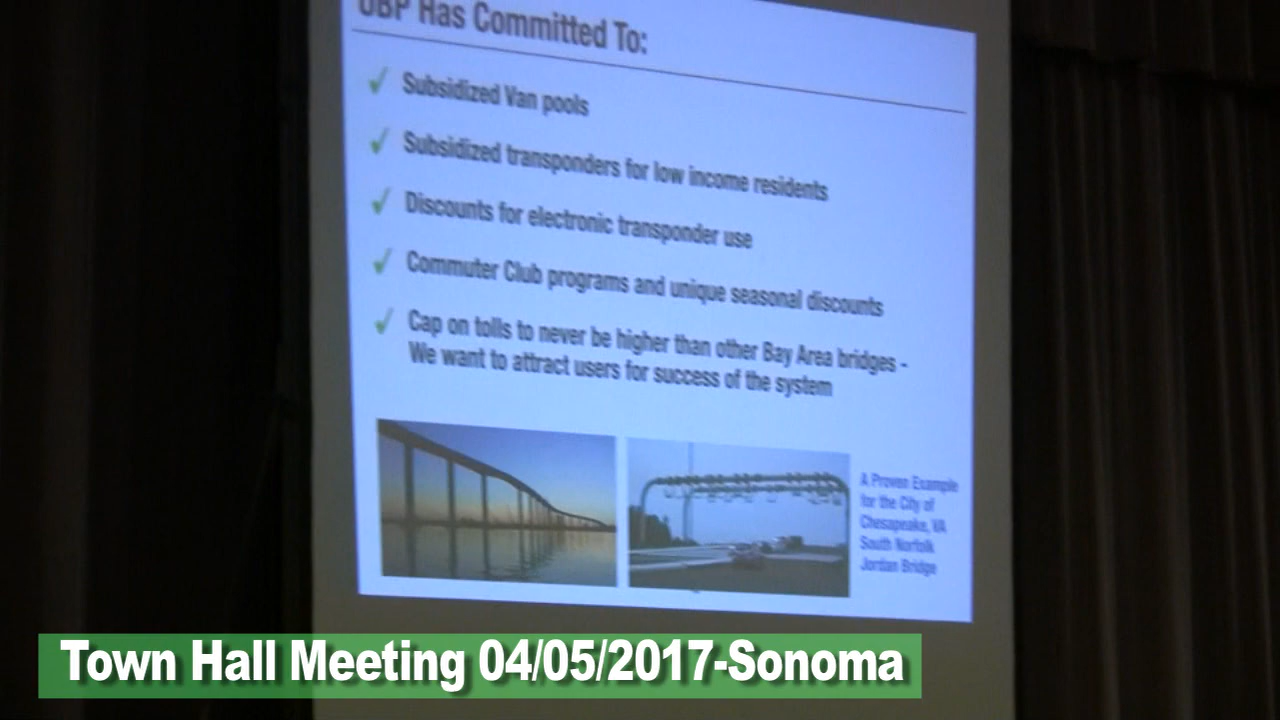 UBP Has Committed To:
✓ Subsidized Van pools
✓ Subsidized transponders for low income residents
✓ Discounts for electronic transponder use
✓ Commuter Club programs and unique seasonal discounts
✓ Cap on tolls to never be higher than other Bay Area bridges -
We want to attract users for success of the system
A Proven Example
for the City of
Chesapeake, VA
South Norfolk
Jordan Bridge
Town Hall Meeting 04/05/2017-Sonoma